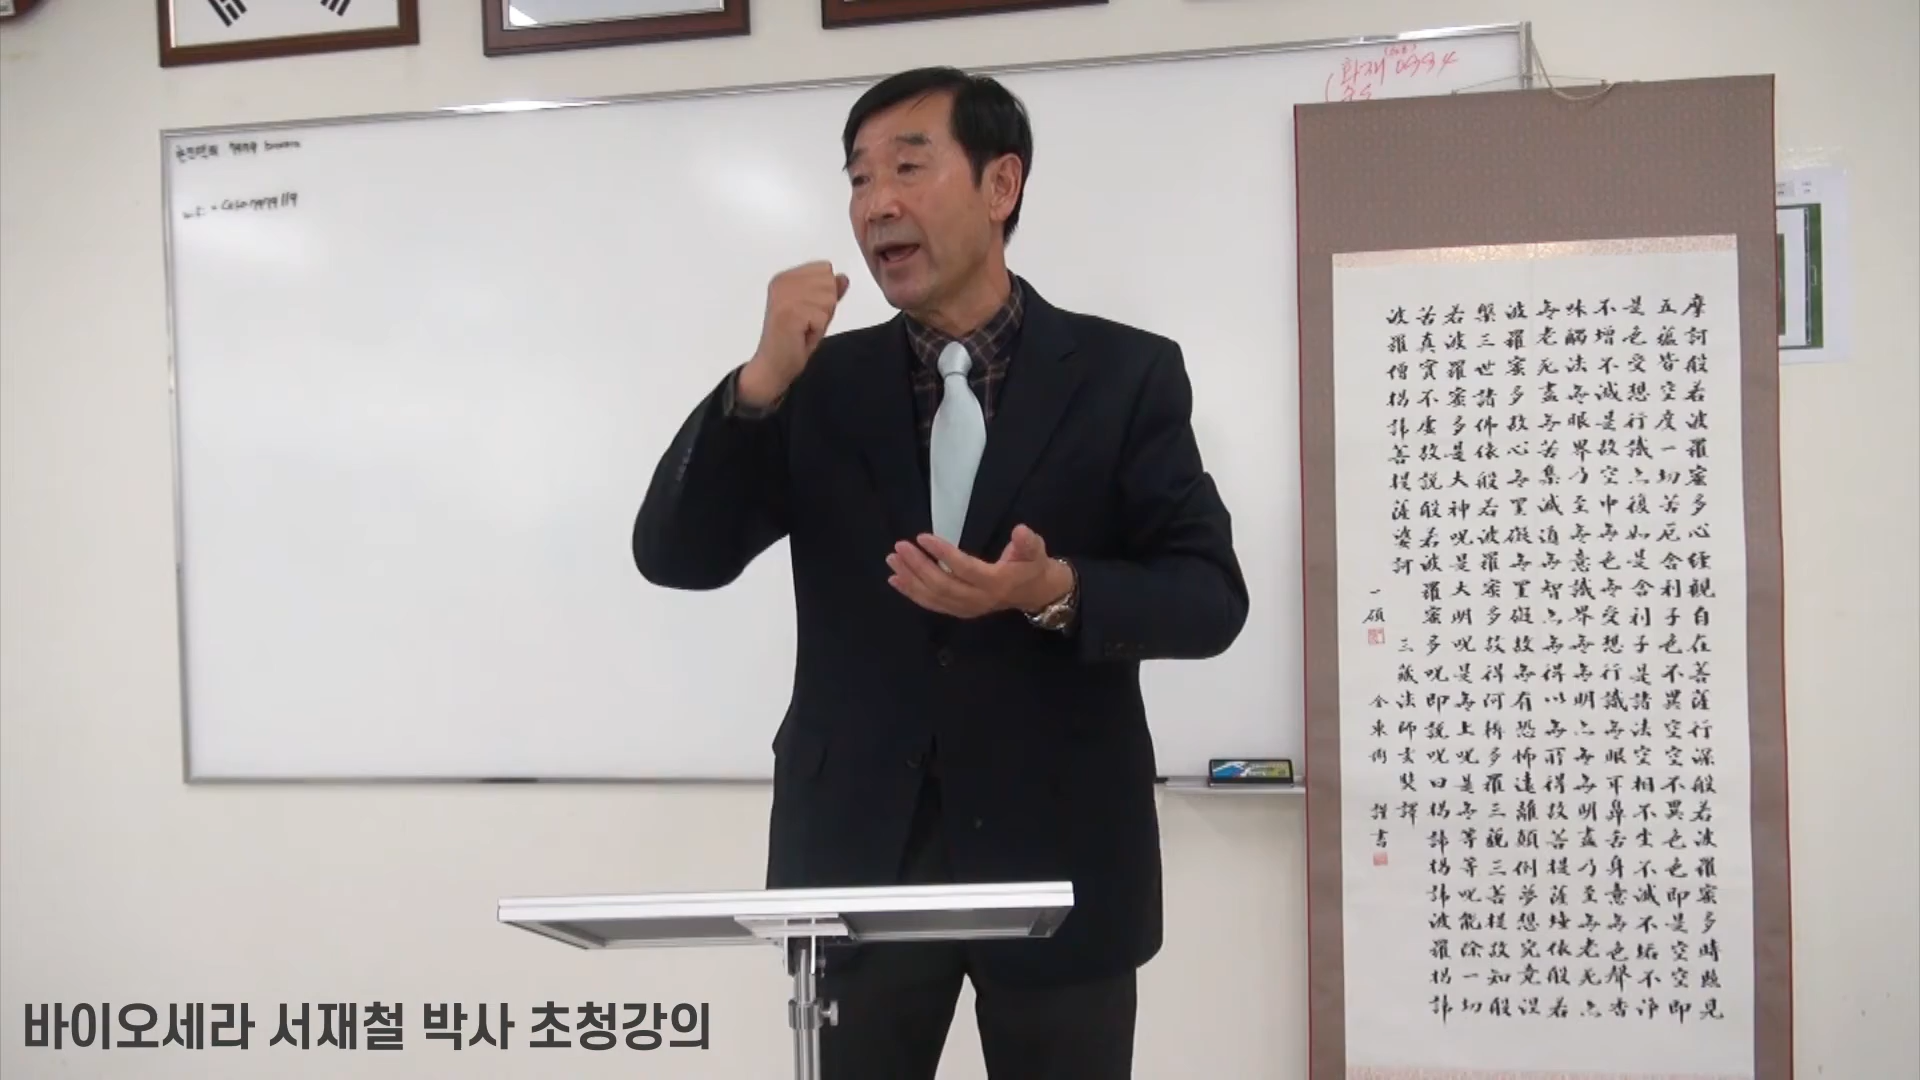 摩訶般若波羅蜜多心經觀自在菩薩行深般若波羅蜜多時照見
五蘊皆空度一切苦厄舍利子色不異空空不異色色即是空空即
是色受想行識亦復如是舍利子是諸法空相不生不滅不垢不淨
不增不減是故空中無色無受想行識無眼耳鼻舌身意無色聲香
味觸法無眼界乃至無意識界無無明亦無無明盡乃至無老死亦
無老死盡無苦集滅道無智亦無得以無所得故菩提薩埵依般若
波羅蜜多故心無罣礙無罣礙故無有恐怖遠離顛倒夢想究竟涅
槃三世諸佛依般若波羅蜜多故得阿耨多羅三藐三菩提故知般
若波羅蜜多是大神呪是大明呪是無上呪是無等等呪能除一切
苦真實不虛故說般若波羅蜜多呪即說呪曰揭諦揭諦波羅揭諦
波羅僧揭諦菩提薩婆訶 三藏法師玄奘譯
一碩 金東 謹書
바이오세라 서재철 박사 초청강의